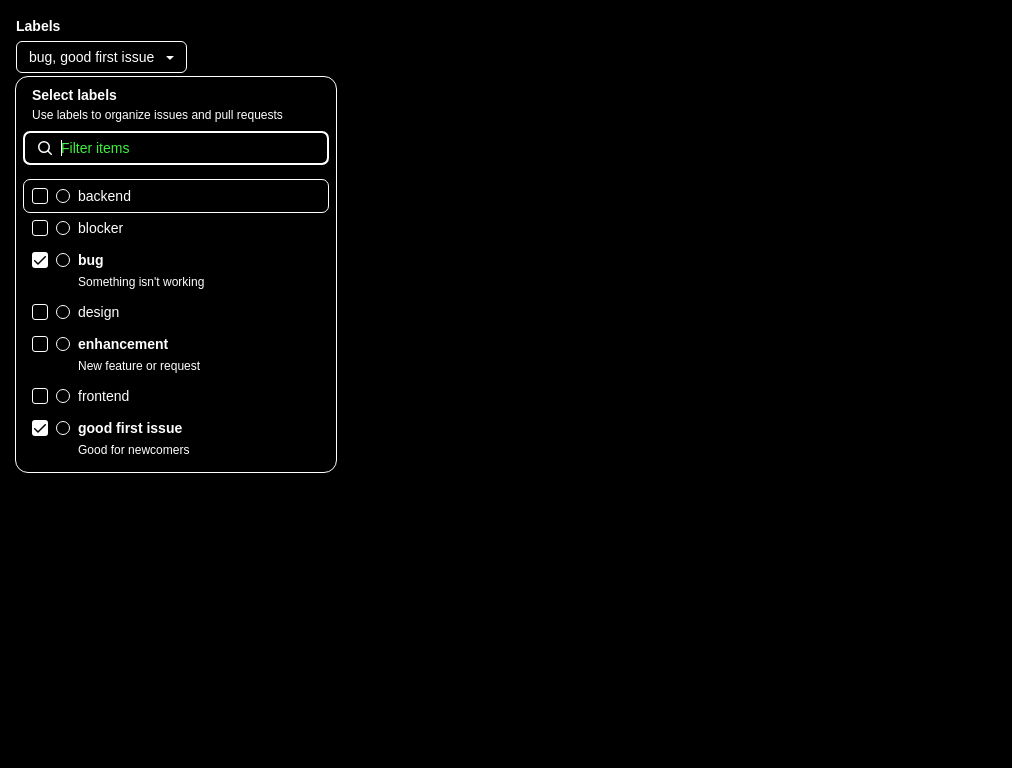 Labels
bug, good first issue
Select labels
Use labels to organize issues and pull requests
Filter items
backend
blocker
bug
Something isn't working
design
enhancement
New feature or request
frontend
good first issue
Good for newcomers